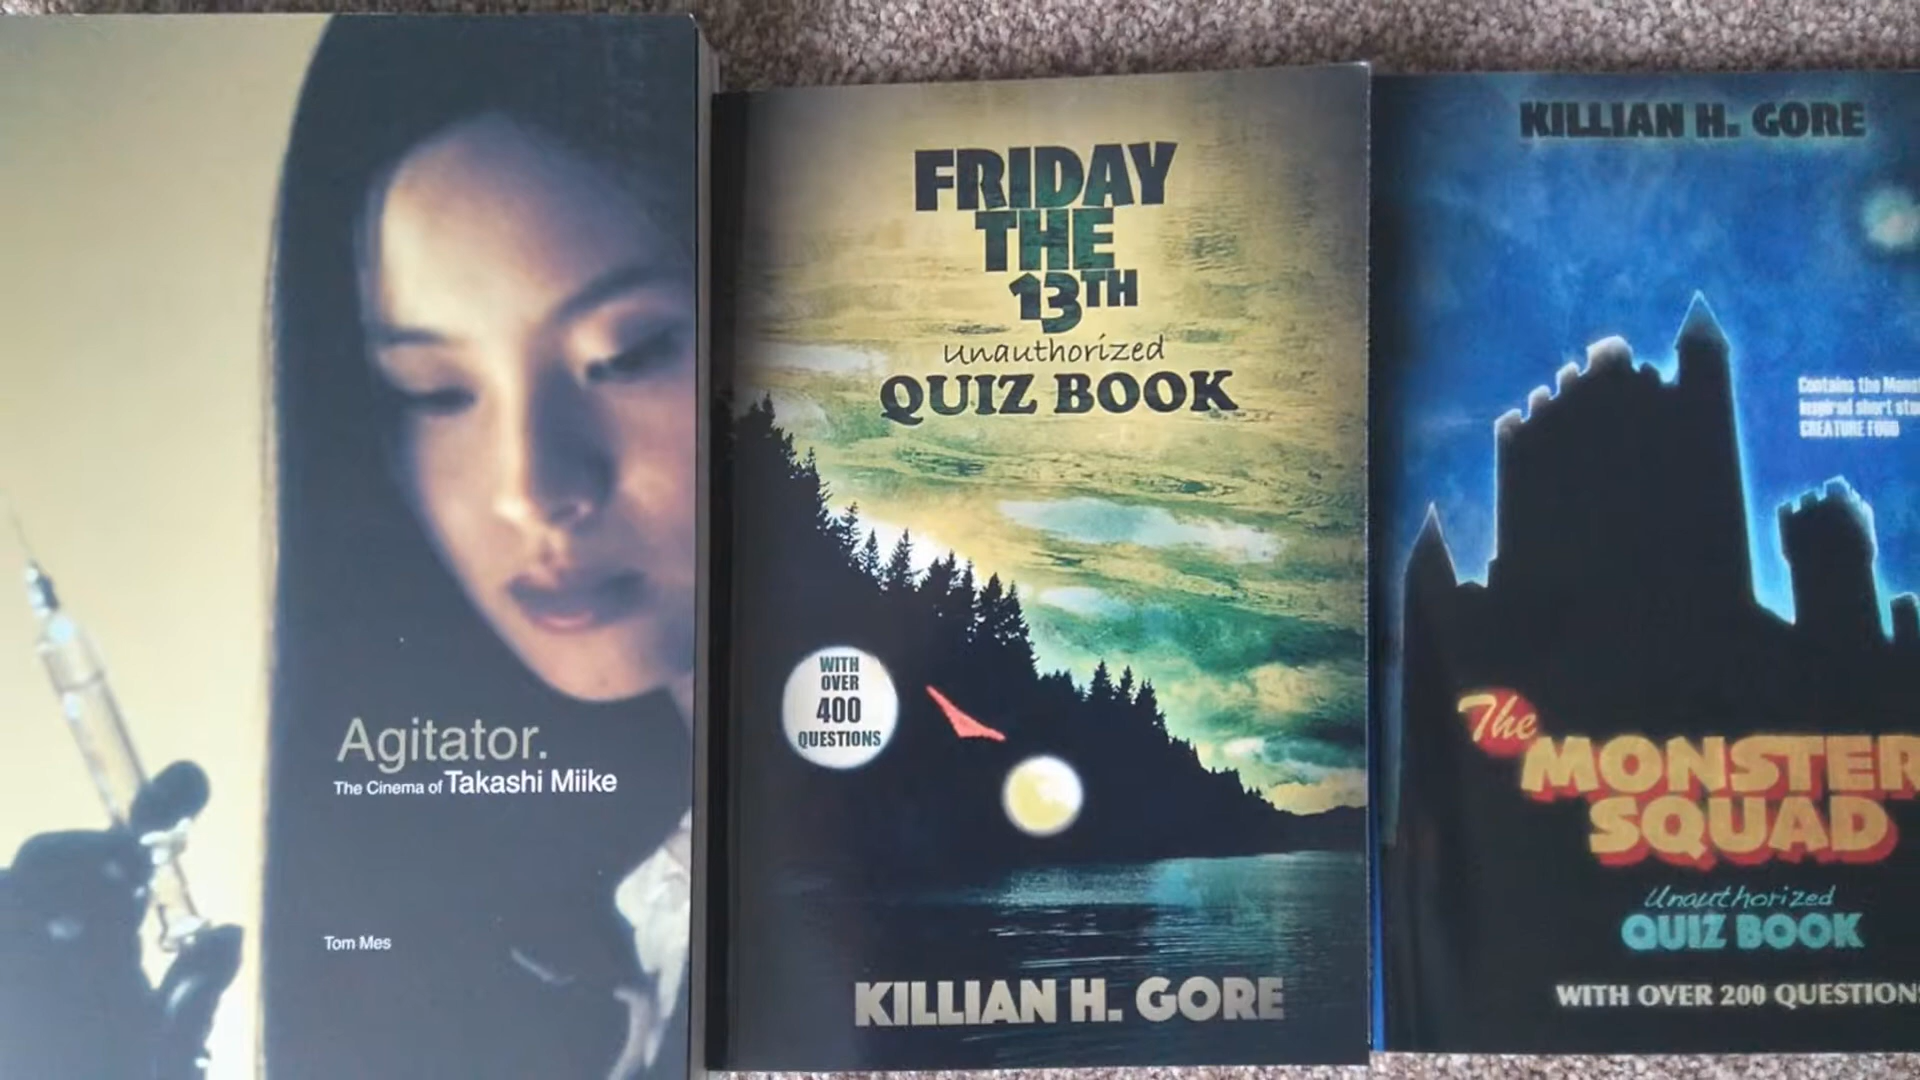 Agitator.
The Cinema of Takashi Miike
Tom Mes
FRIDAY
THE
13TH
Unauthorized
QUIZ BOOK
WITH
OVER
400
QUESTIONS
KILLIAN H. GORE
KILLIAN H. GORE
Contains the
inspired short
CREATURE FOOD
The
MONSTER
SQUAD
Unauthorized
QUIZ BOOK
WITH OVER 200 QUESTION